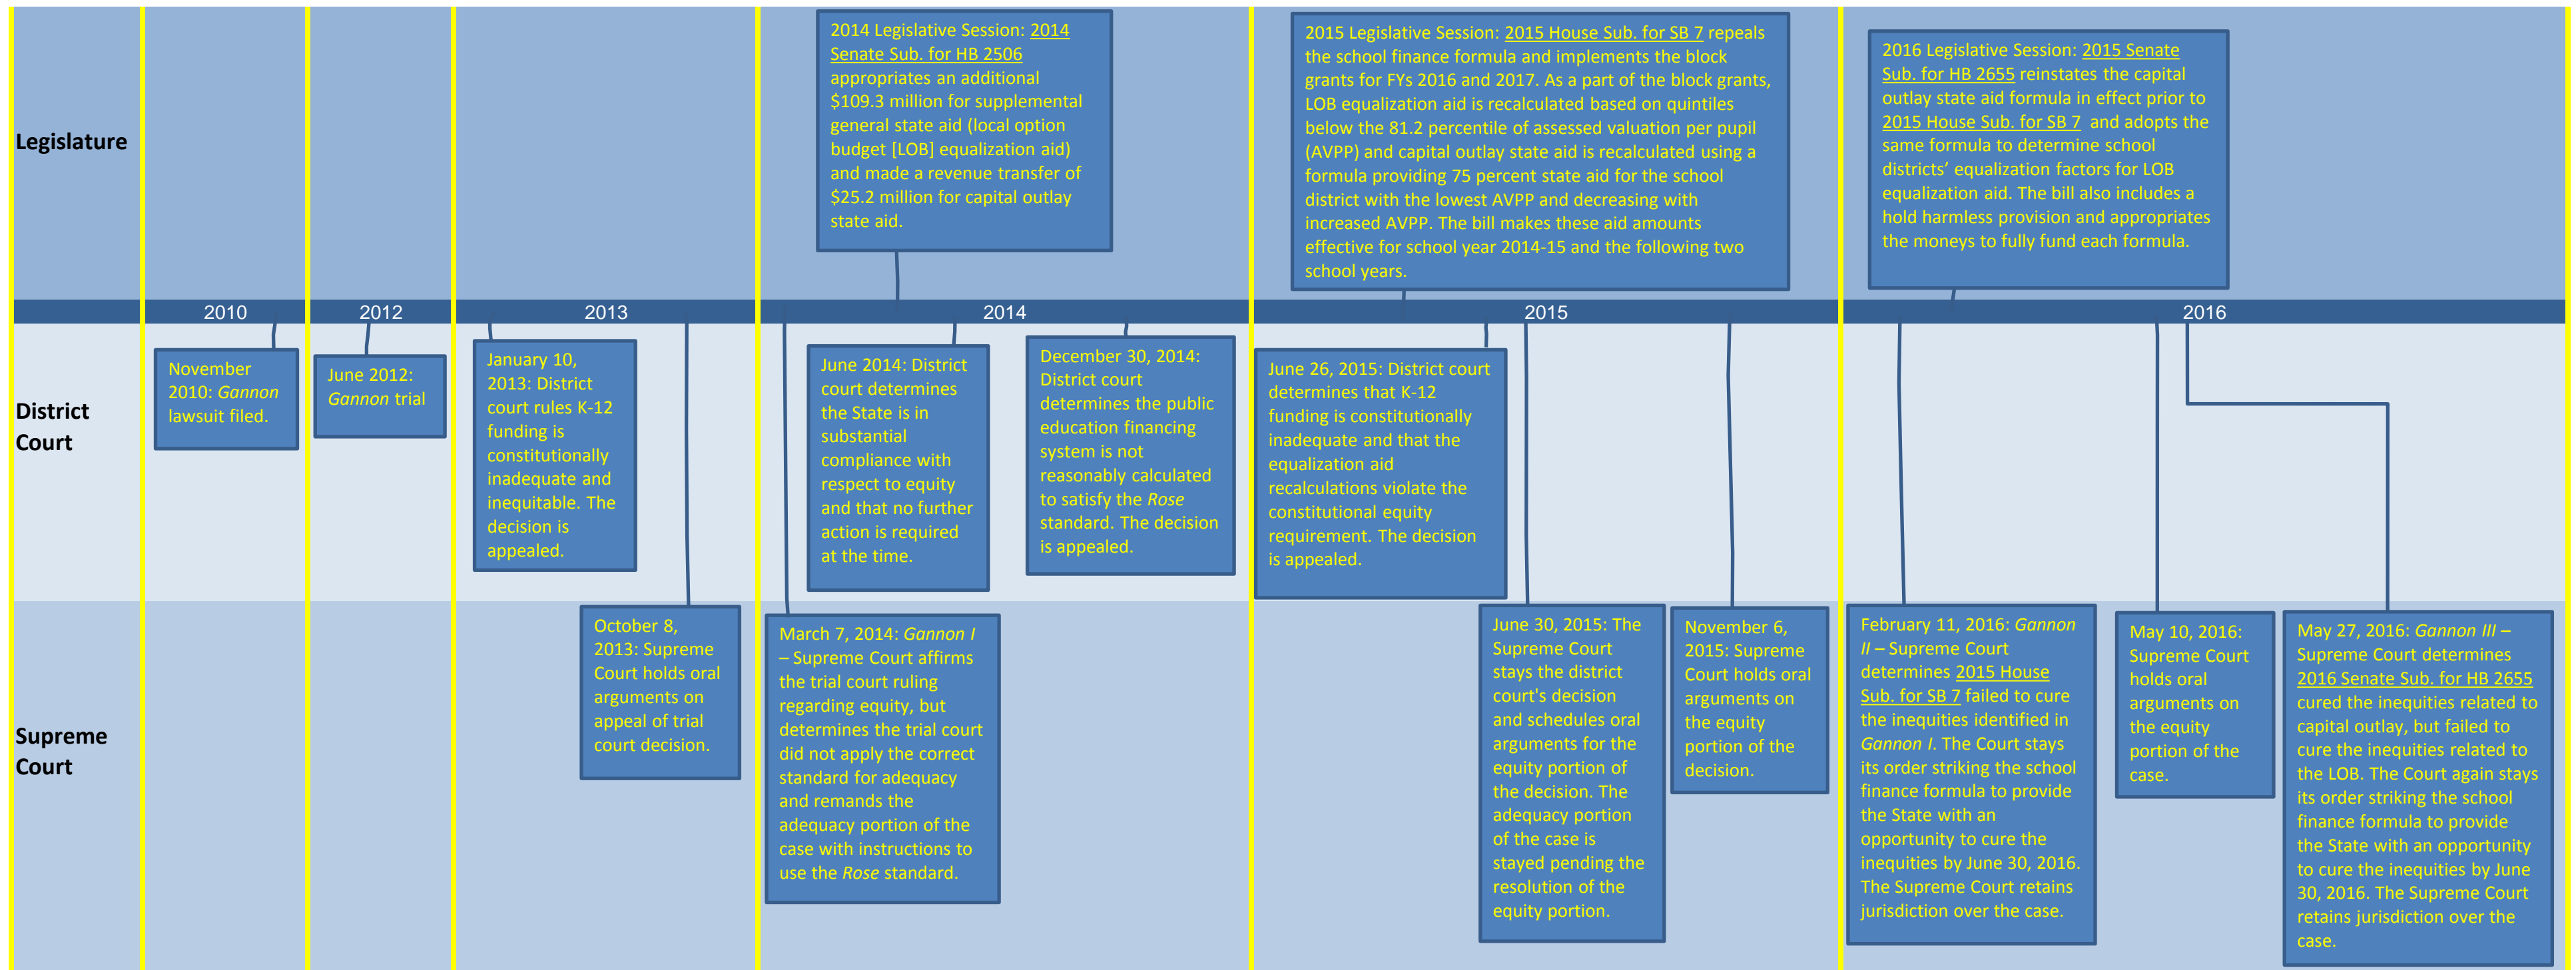 Legislature
2014 Legislative Session: 2014
Senate Sub. for HB 2506
appropriates an additional
$109.3 million for supplemental
general state aid (local option
budget [LOB] equalization aid)
and made a revenue transfer of
$25.2 million for capital outlay
state aid.
2015 Legislative Session: 2015 House Sub. for SB 7 repeals
the school finance formula and implements the block
grants for FYs 2016 and 2017. As a part of the block grants,
LOB equalization aid is recalculated based on quintiles
below the 81.2 percentile of assessed valuation per pupil
(AVPP) and capital outlay state aid is recalculated using a
formula providing 75 percent state aid for the school
district with the lowest AVPP and decreasing with
increased AVPP. The bill makes these aid amounts
effective for school year 2014-15 and the following two
school years.
2016 Legislative Session: 2015 Senate
Sub. for HB 2655 reinstates the capital
outlay state aid formula in effect prior to
2015 House Sub. for SB 7 and adopts the
same formula to determine school
districts' equalization factors for LOB
equalization aid. The bill also includes a
hold harmless provision and appropriates
the moneys to fully fund each formula.
2010
2012
2013
2014
2015
2016
District
Court
November
2010: Gannon
lawsuit filed.
June 2012:
Gannon trial
January 10,
2013: District
court rules K-12
funding is
constitutionally
inadequate and
inequitable. The
decision is
appealed.
June 2014: District
court determines
the State is in
substantial
compliance with
respect to equity
and that no further
action is required
at the time.
December 30, 2014:
District court
determines the public
education financing
system is not
reasonably calculated
to satisfy the Rose
standard. The decision
is appealed.
June 26, 2015: District court
determines that K-12
funding is constitutionally
inadequate and that the
equalization aid
recalculations violate the
constitutional equity
requirement. The decision
is appealed.
Supreme
Court
October 8,
2013: Supreme
Court holds oral
arguments on
appeal of trial
court decision.
March 7, 2014: Gannon I
– Supreme Court affirms
the trial court ruling
regarding equity, but
determines the trial court
did not apply the correct
standard for adequacy
and remands the
adequacy portion of the
case with instructions to
use the Rose standard.
June 30, 2015: The
Supreme Court
stays the district
court's decision
and schedules oral
arguments for the
equity portion of
the decision. The
adequacy portion
of the case is
stayed pending the
resolution of the
equity portion.
November 6,
2015: Supreme
Court holds oral
arguments on
the equity
portion of the
decision.
February 11, 2016: Gannon
II – Supreme Court
determines 2015 House
Sub. for SB 7 failed to cure
the inequities identified in
Gannon I. The Court stays
its order striking the school
finance formula to provide
the State with an
opportunity to cure the
inequities by June 30, 2016.
The Supreme Court retains
jurisdiction over the case.
May 10, 2016:
Supreme Court
holds oral
arguments on
the equity
portion of the
case.
May 27, 2016: Gannon III –
Supreme Court determines
2016 Senate Sub. for HB 2655
cured the inequities related to
capital outlay, but failed to
cure the inequities related to
the LOB. The Court again stays
its order striking the school
finance formula to provide
the State with an opportunity
to cure the inequities by June
30, 2016. The Supreme Court
retains jurisdiction over the
case.